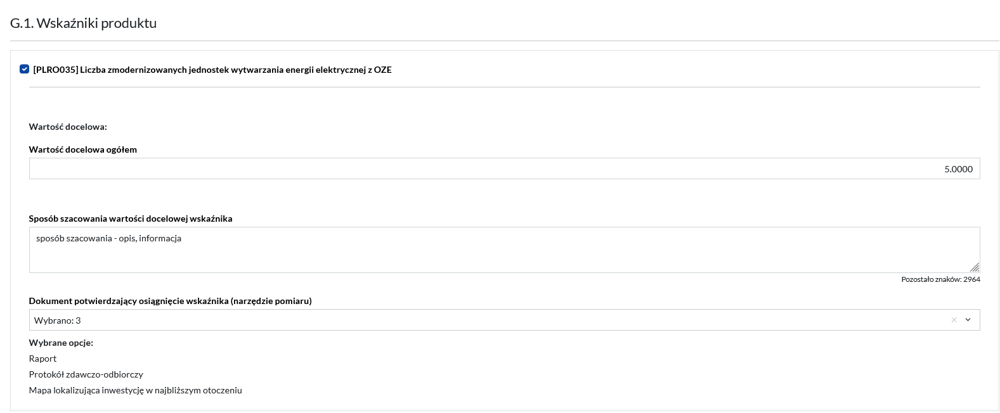 G.1. Wskaźniki produktu
[PLRO035] Liczba zmodernizowanych jednostek wytwarzania energii elektrycznej z OZE
Wartość docelowa:
Wartość docelowa ogółem
5.0000
Sposób szacowania wartości docelowej wskaźnika
sposób szacowania - opis, informacja
Pozostało znaków: 2964
Dokument potwierdzający osiągnięcie wskaźnika (narzędzie pomiaru)
Wybrano: 3
Wybrane opcje:
Raport
Protokół zdawczo-odbiorczy
Mapa lokalizująca inwestycję w najbliższym otoczeniu